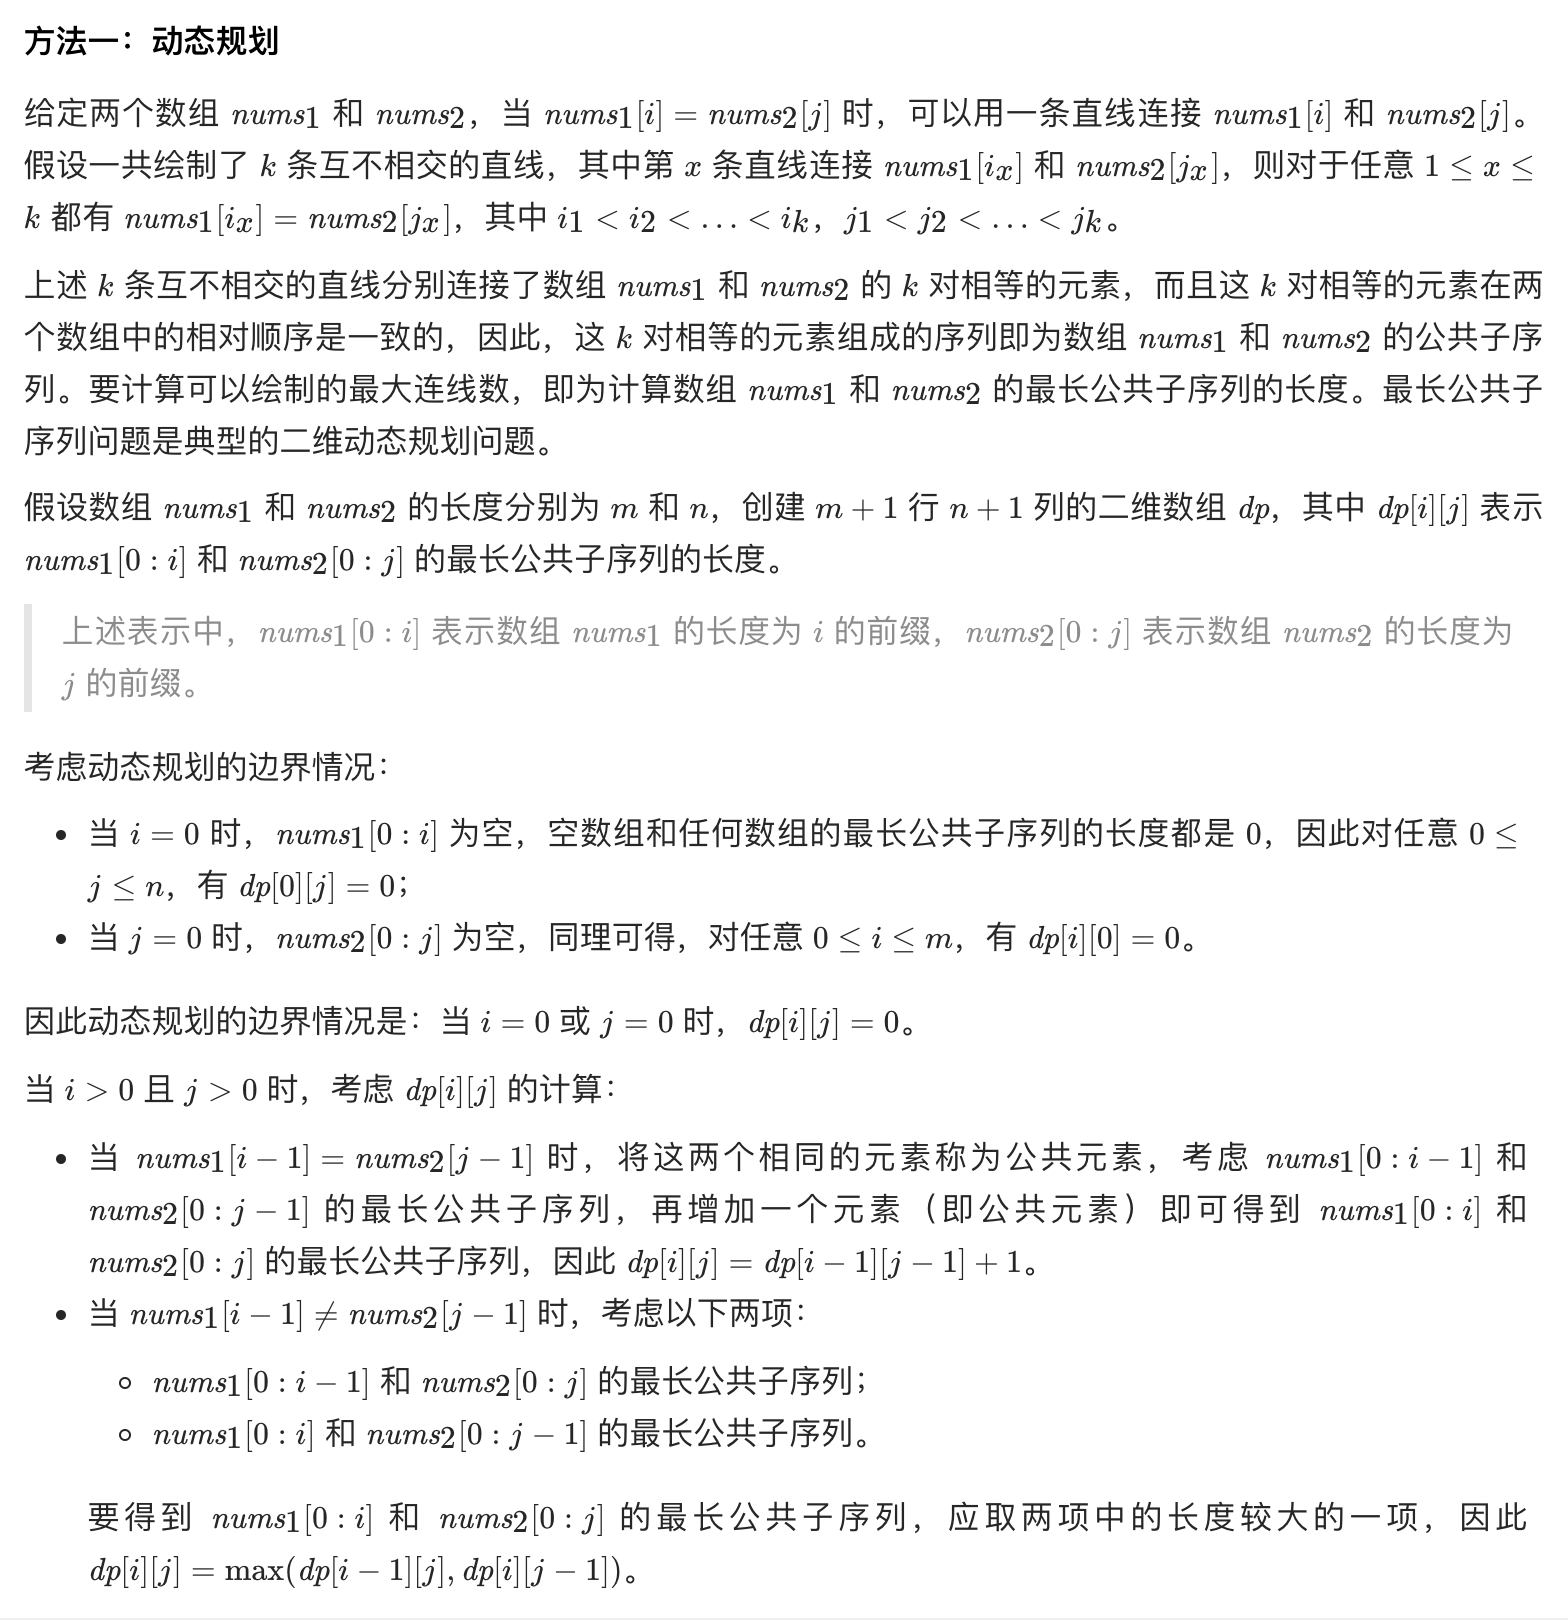 方法一：动态规划
给定两个数组 nums1 和 nums2，当 nums1[i] = nums2[j] 时，可以用一条直线连接 nums1[i] 和 nums2[j]。
假设一共绘制了 k 条互不相交的直线，其中第 x 条直线连接 nums1[ix] 和 nums2[jx]，则对于任意 1 ≤ x ≤
k 都有 nums1[ix] = nums2[jx]，其中 i1 < i2 < … < ik，j1 < j2 < … < jk。
上述 k 条互不相交的直线分别连接了数组 nums1 和 nums2 的 k 对相等的元素，而且这 k 对相等的元素在两
个数组中的相对顺序是一致的，因此，这 k 对相等的元素组成的序列即为数组 nums1 和 nums2 的公共子序
列。要计算可以绘制的最大连线数，即为计算数组 nums1 和 nums2 的最长公共子序列的长度。最长公共子
序列问题是典型的二维动态规划问题。
假设数组 nums1 和 nums2 的长度分别为 m 和 n，创建 m + 1 行 n + 1 列的二维数组 dp，其中 dp[i][j] 表示
nums1[0 : i] 和 nums2[0 : j] 的最长公共子序列的长度。
上述表示中，nums1[0 : i] 表示数组 nums1 的长度为 i 的前缀，nums2[0 : j] 表示数组 nums2 的长度为
j 的前缀。
考虑动态规划的边界情况：
• 当 i = 0 时，nums1[0 : i] 为空，空数组和任何数组的最长公共子序列的长度都是 0，因此对任意 0 ≤
j ≤ n，有 dp[0][j] = 0；
• 当 j = 0 时，nums2[0 : j] 为空，同理可得，对任意 0 ≤ i ≤ m，有 dp[i][0] = 0。
因此动态规划的边界情况是：当 i = 0 或 j = 0 时，dp[i][j] = 0。
当 i > 0 且 j > 0 时，考虑 dp[i][j] 的计算：
• 当 nums1[i − 1] = nums2[j − 1] 时，将这两个相同的元素称为公共元素，考虑 nums1[0 : i − 1] 和
nums2[0 : j − 1] 的最长公共子序列，再增加一个元素（即公共元素）即可得到 nums1[0 : i] 和
nums2[0 : j] 的最长公共子序列，因此 dp[i][j] = dp[i − 1][j − 1] + 1。
• 当 nums1[i − 1] ≠ nums2[j − 1] 时，考虑以下两项：
◦ nums1[0 : i − 1] 和 nums2[0 : j] 的最长公共子序列；
◦ nums1[0 : i] 和 nums2[0 : j − 1] 的最长公共子序列。
要得到 nums1[0 : i] 和 nums2[0 : j] 的最长公共子序列，应取两项中的长度较大的一项，因此
dp[i][j] = max(dp[i − 1][j], dp[i][j − 1])。